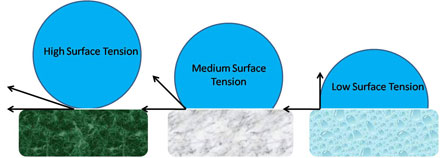 High Surface Tension
Medium Surface
Tension
Low Surface Tension